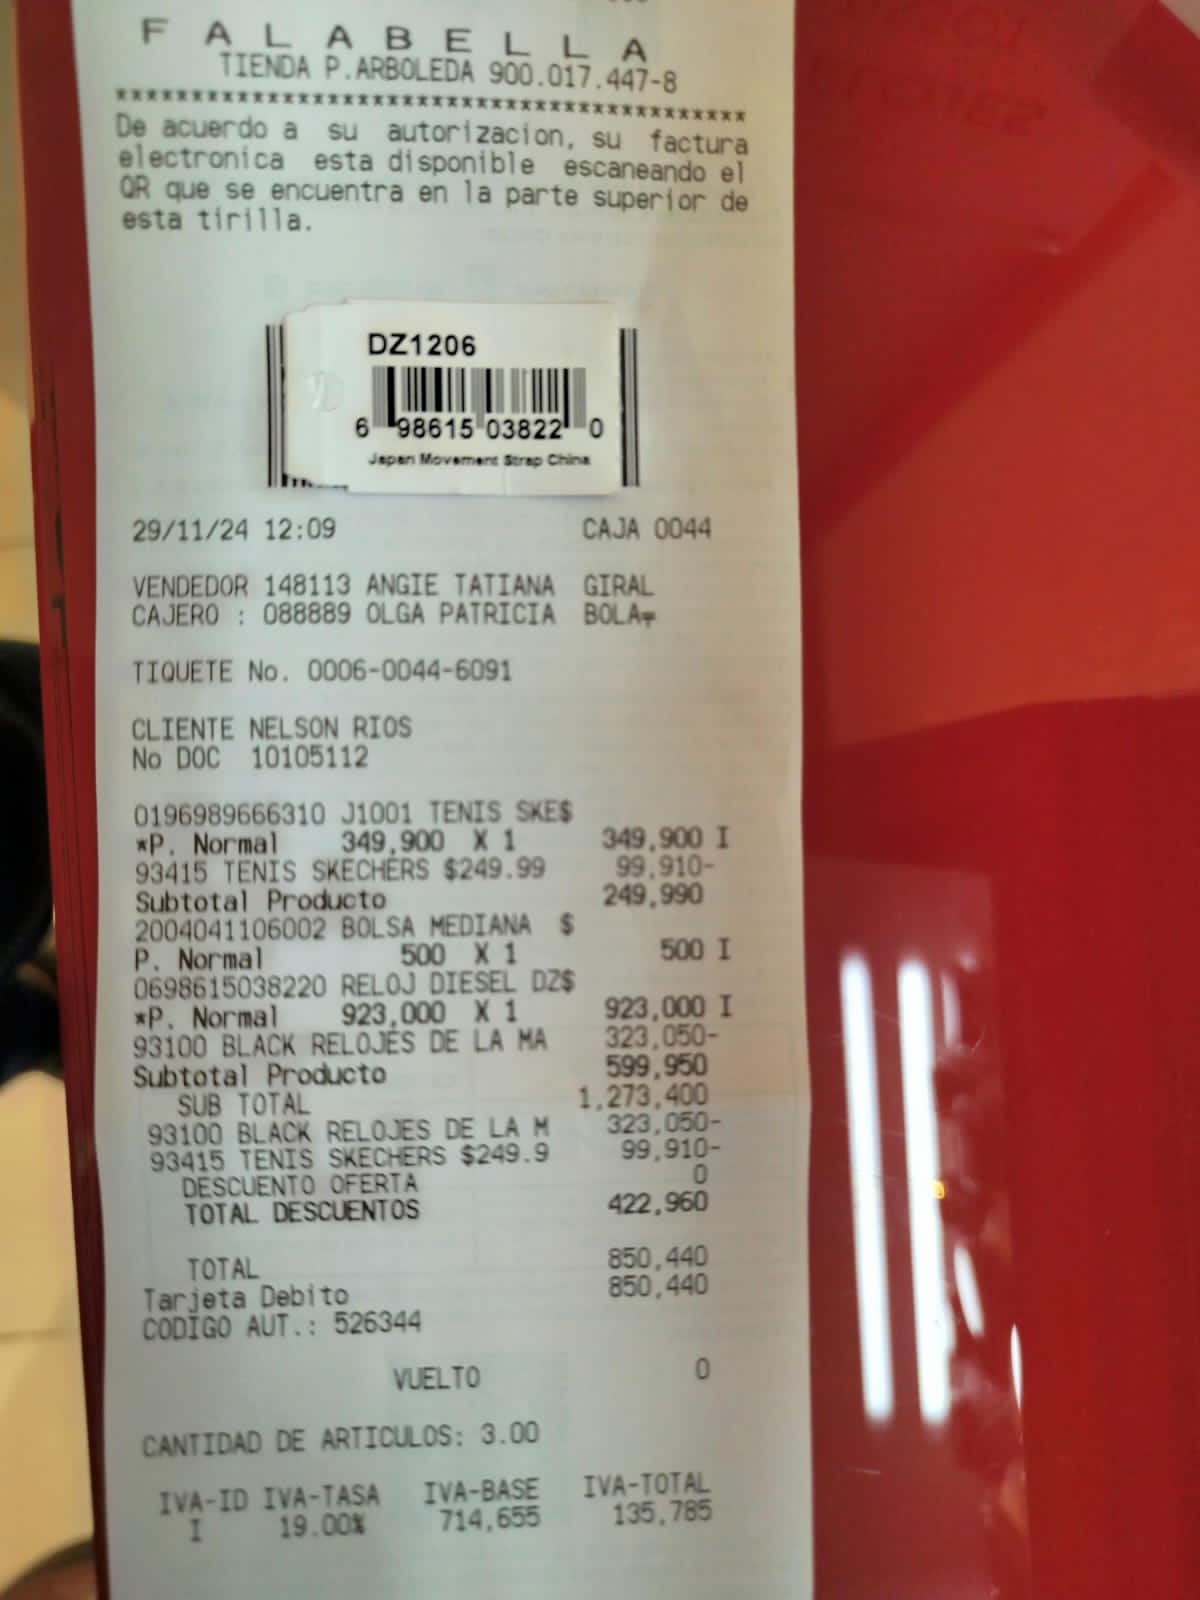 F A L A B E L L A
TIENDA P.ARBOLEDA 900.017.447-8
******************************************
De acuerdo a su autorizacion, su factura
electronica esta disponible escaneando el
QR que se encuentra en la parte superior de
esta tirilla.
DZ1206
6 98615 03822 0
Japan Movement Strap China
29/11/24 12:09 CAJA 0044
VENDEDOR 148113 ANGIE TATIANA GIRAL
CAJERO : 088889 OLGA PATRICIA BOLA
TIQUETE No. 0006-0044-6091
CLIENTE NELSON RIOS
No DOC 10105112
0196989666310 J1001 TENIS SKE$
*P. Normal 349,900 X 1 349,900 I
93415 TENIS SKECHERS $249.99 99,910-
Subtotal Producto 249,990
2004041106002 BOLSA MEDIANA $
P. Normal 500 X 1 500 I
0698615038220 RELOJ DIESEL DZ$
*P. Normal 923,000 X 1 923,000 I
93100 BLACK RELOJES DE LA MA 323,050-
Subtotal Producto 599,950
SUB TOTAL 1,273,400
93100 BLACK RELOJES DE LA M 323,050-
93415 TENIS SKECHERS $249.9 99,910-
DESCUENTO OFERTA 0
TOTAL DESCUENTOS 422,960
TOTAL 850,440
Tarjeta Debito 850,440
CODIGO AUT.: 526344
VUELTO 0
CANTIDAD DE ARTICULOS: 3.00
IVA-ID IVA-TASA IVA-BASE IVA-TOTAL
I 19.00% 714,655 135,785